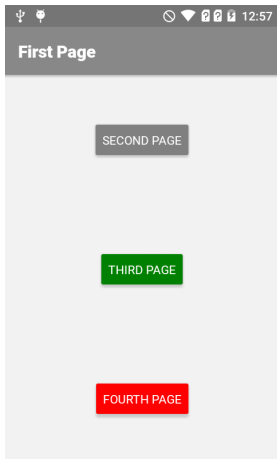 12:57
First Page
SECOND PAGE
THIRD PAGE
FOURTH PAGE